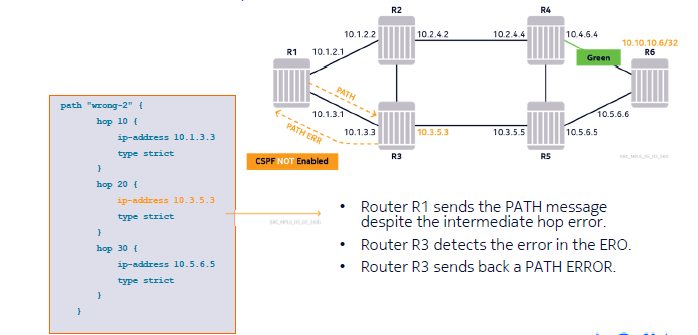 R2
R4
10.1.2.2
10.2.4.2
10.2.4.4
10.4.6.4
10.10.10.6/32
R1
10.1.2.1
Green
R6
PATH
10.1.3.1
PATH ERR
10.1.3.3
10.3.5.3
10.3.5.5
10.5.6.5
10.5.6.6
CSPF NOT Enabled
R3
R5
path "wrong-2" {
hop 10 {
ip-address 10.1.3.3
type strict
}
hop 20 {
ip-address 10.3.5.3
type strict
}
hop 30 {
ip-address 10.5.6.5
type strict
}
}
• Router R1 sends the PATH message
despite the intermediate hop error.
• Router R3 detects the error in the ERO.
• Router R3 sends back a PATH ERROR.